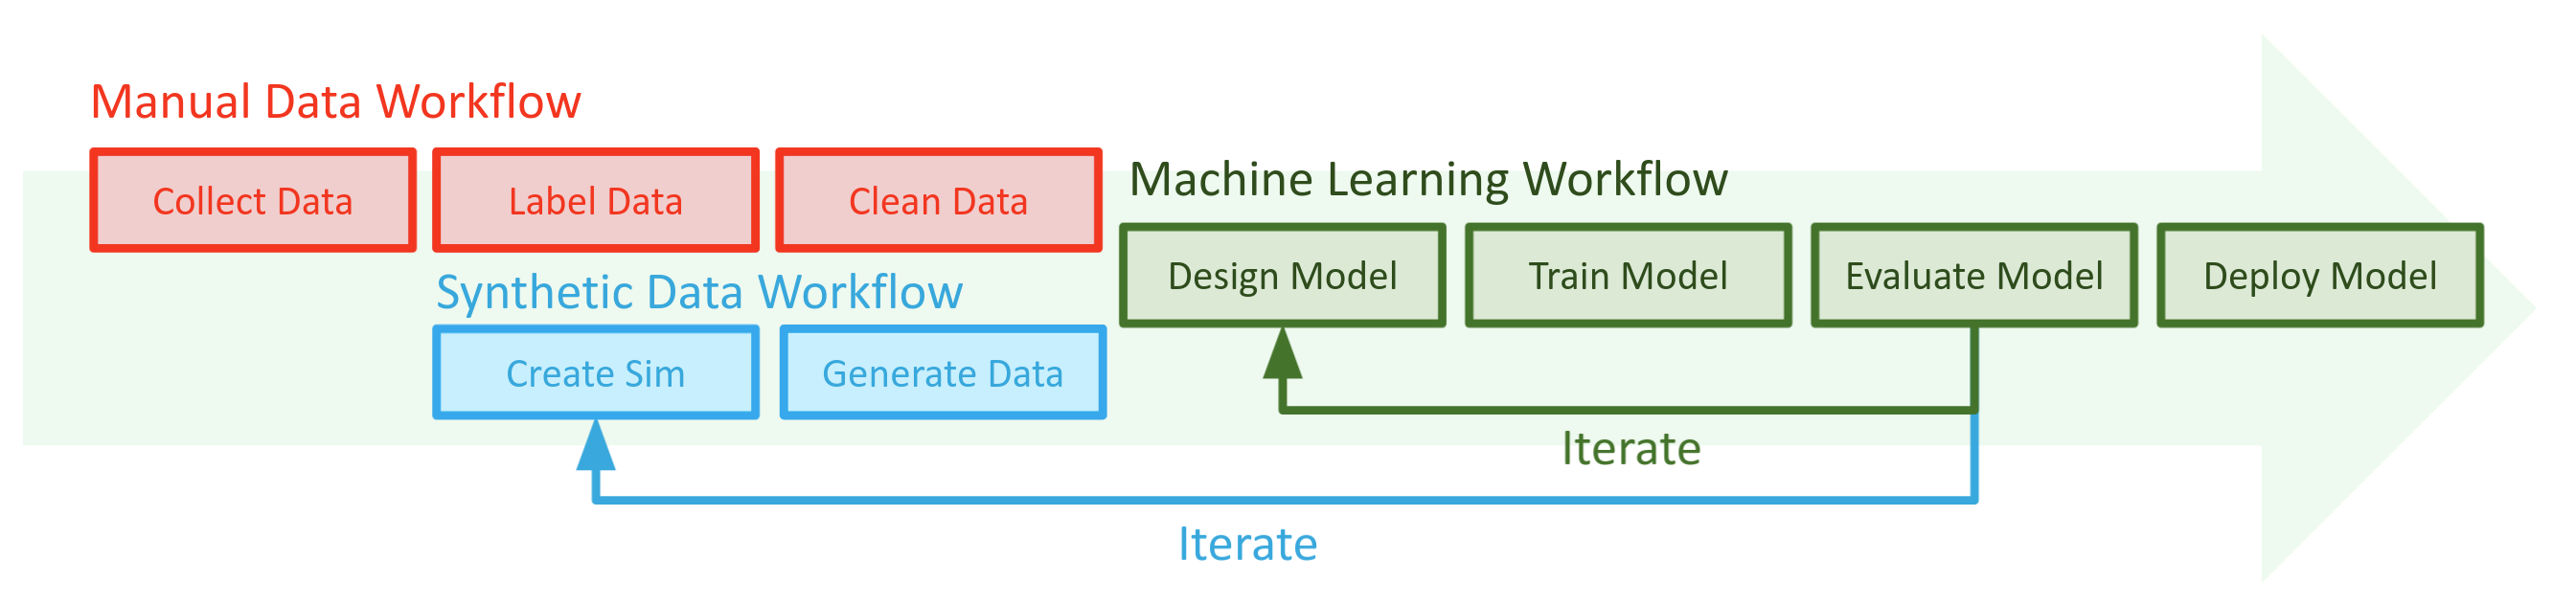 Manual Data Workflow
Collect Data
Label Data
Clean Data
Synthetic Data Workflow
Create Sim
Generate Data
Machine Learning Workflow
Design Model
Train Model
Evaluate Model
Deploy Model
Iterate
Iterate